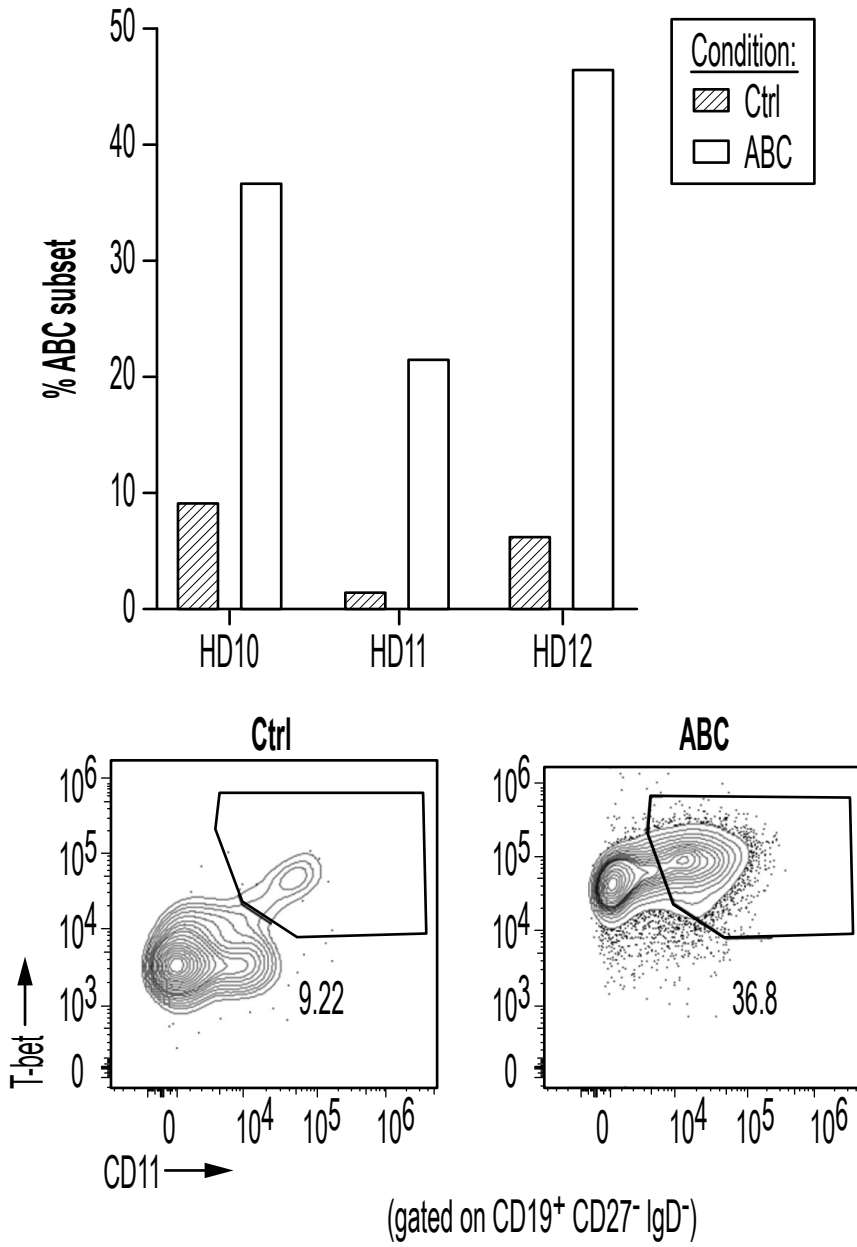 50
40
30
20
10
0
% ABC subset
HD10 HD11 HD12
Condition:
Ctrl
ABC
Ctrl
10⁶
10⁵
10⁴
10³
0
T-bet
9.22
0 10⁴ 10⁵ 10⁶
CD11
ABC
10⁶
10⁵
10⁴
10³
0
36.8
0 10⁴ 10⁵ 10⁶
(gated on CD19⁺ CD27⁻ IgD⁻)